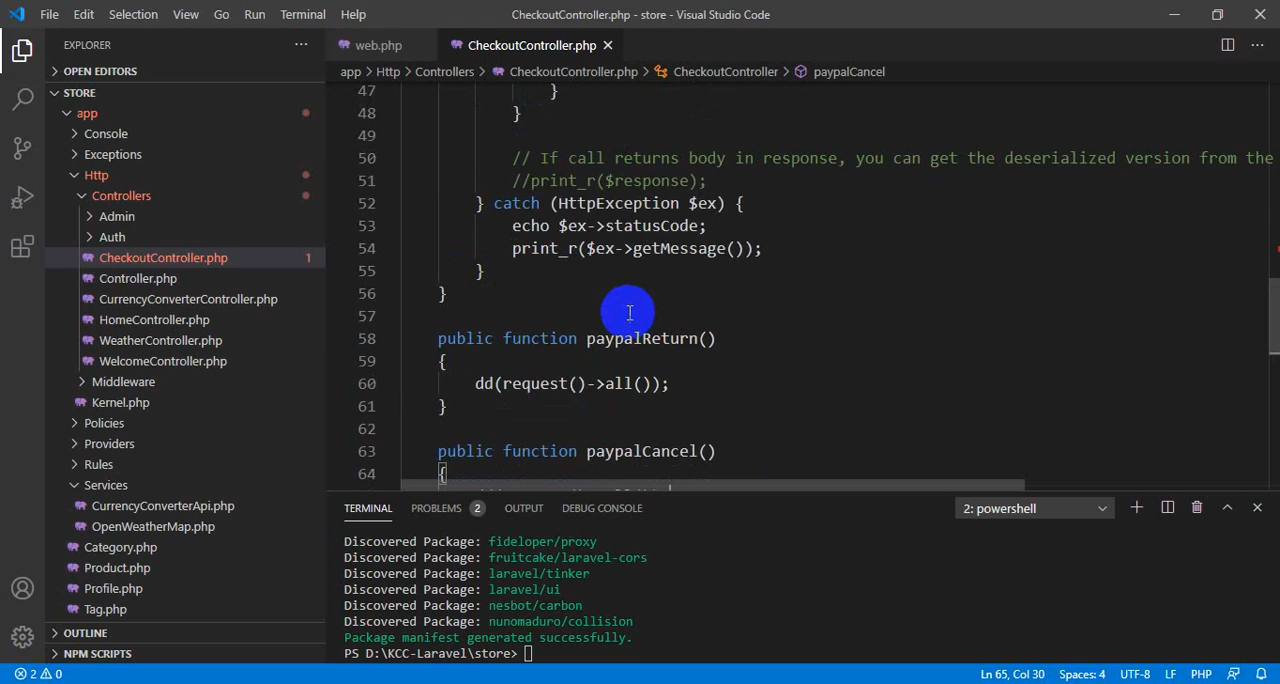 File Edit Selection View Go Run Terminal Help CheckoutController.php - store - Visual Studio Code
EXPLORER
OPEN EDITORS
STORE
app
Console
Exceptions
Http
Controllers
Admin
Auth
CheckoutController.php 1
Controller.php
CurrencyConverterController.php
HomeController.php
WeatherController.php
WelcomeController.php
Middleware
Kernel.php
Policies
Providers
Rules
Services
CurrencyConverterApi.php
OpenWeatherMap.php
Category.php
Product.php
Profile.php
Tag.php
OUTLINE
NPM SCRIPTS
web.php CheckoutController.php
app > Http > Controllers > CheckoutController.php > CheckoutController > paypalCancel
47 }
48 }
49
50 // If call returns body in response, you can get the deserialized version from the
51 //print_r($response);
52 } catch (HttpException $ex) {
53 echo $ex->statusCode;
54 print_r($ex->getMessage());
55 }
56 }
57
58 public function paypalReturn()
59 {
60 dd(request()->all());
61 }
62
63 public function paypalCancel()
64 {
TERMINAL PROBLEMS 2 OUTPUT DEBUG CONSOLE 2: powershell
Discovered Package: fideloper/proxy
Discovered Package: fruitcake/laravel-cors
Discovered Package: laravel/tinker
Discovered Package: laravel/ui
Discovered Package: nesbot/carbon
Discovered Package: nunomaduro/collision
Package manifest generated successfully.
PS D:\KCC-Laravel\store>
2 0 Ln 65, Col 30 Spaces: 4 UTF-8 LF PHP